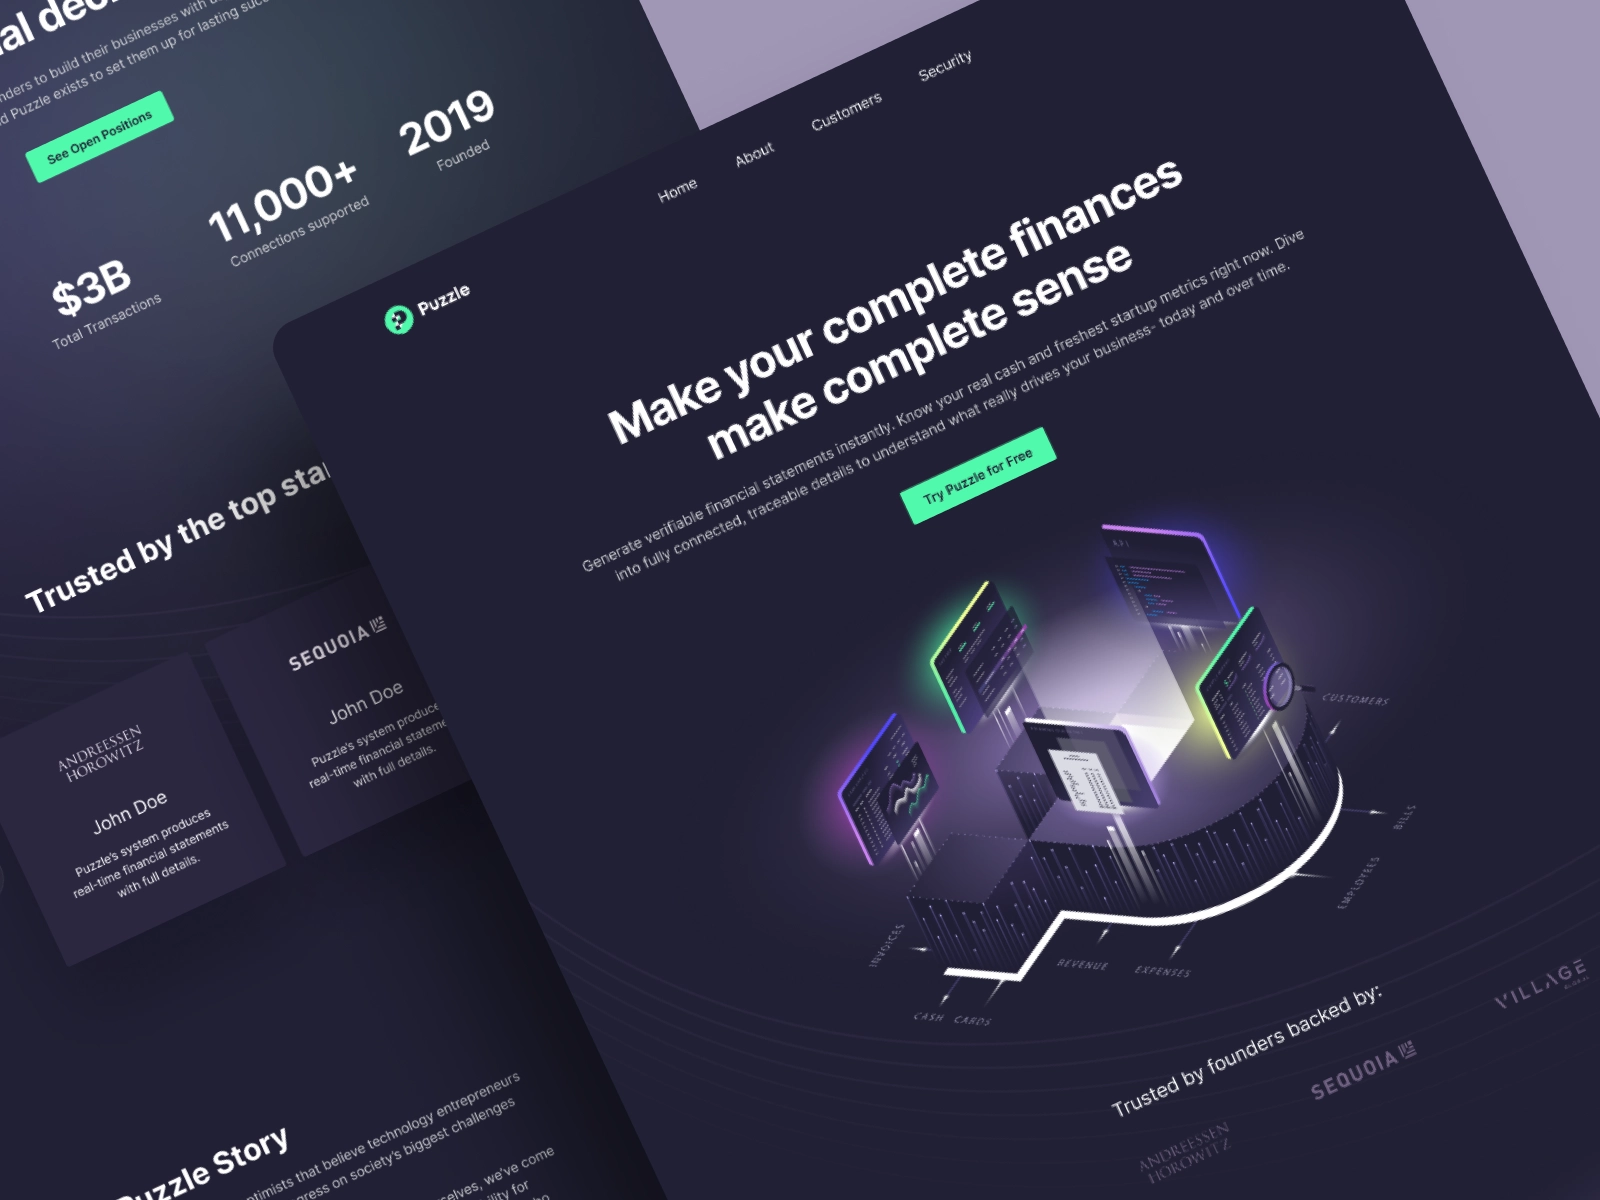 nders to build their businesses with
d Puzzle exists to set them up for lasting
See Open Positions
$3B
Total Transactions
11,000+
Connections supported
2019
Founded
Trusted by the top
ANDREESSEN
HOROWITZ
John Doe
Puzzle's system produces
real-time financial statements
with full details.
SEQUOIA
John Doe
Puzzle's system produce
real-time financial stateme
with full details.
Puzzle Story
timists that believe technology entrepreneurs
gress on society's biggest challenges
selves, we've come
ility for
Puzzle
Home
About
Customers
Security
Make your complete finances
make complete sense
Generate verifiable financial statements instantly. Know your real cash and freshest startup metrics right now. Dive
into fully connected, traceable details to understand what really drives your business- today and over time.
Try Puzzle for Free
CUSTOMERS
BILLS
EMPLOYEES
EXPENSES
REVENUE
INVOICES
CASH
CARDS
Trusted by founders backed by:
ANDREESSEN
HOROWITZ
SEQUOIA
VILLAGE
GLOBAL